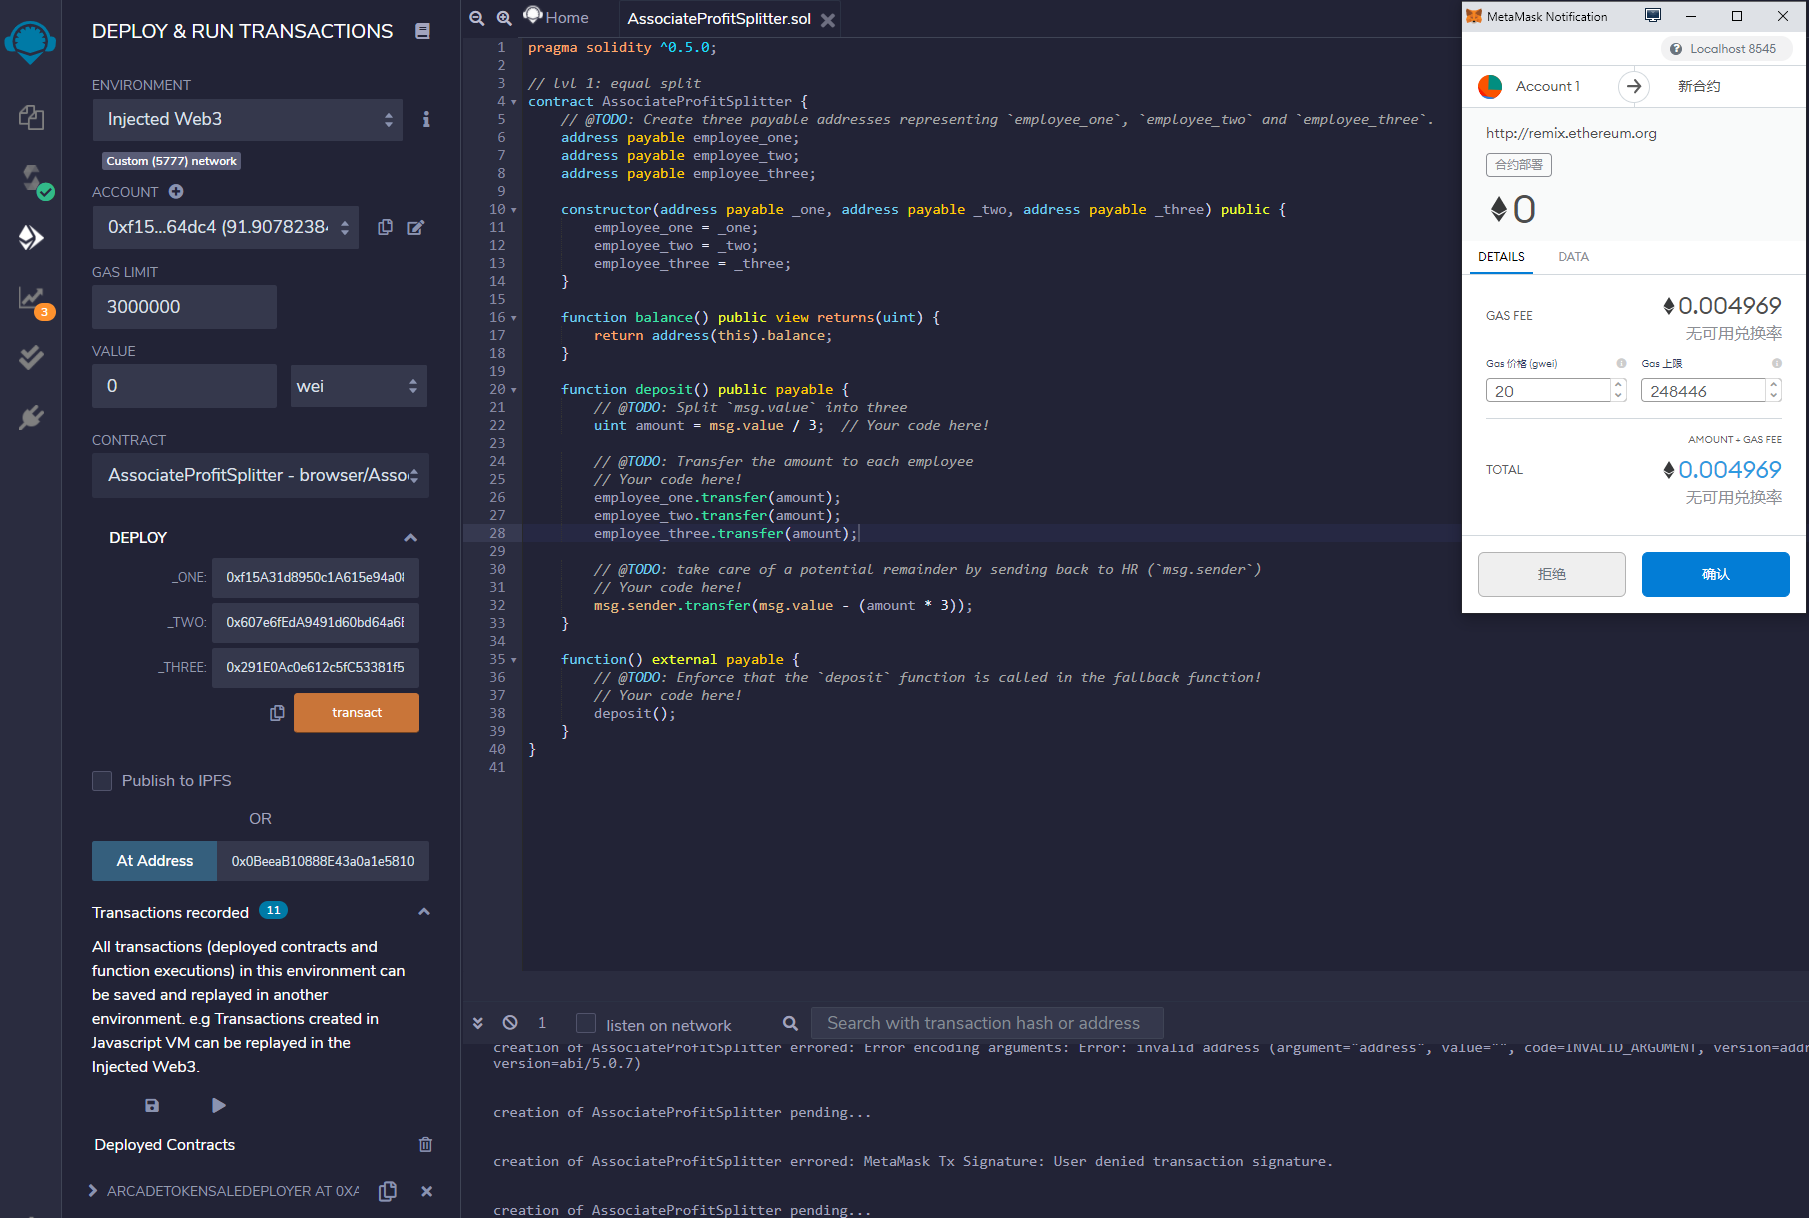 DEPLOY & RUN TRANSACTIONS
ENVIRONMENT
Injected Web3
Custom (5777) network
ACCOUNT
0xf15...64dc4 (91.9078238
GAS LIMIT
3000000
VALUE
0
wei
CONTRACT
AssociateProfitSplitter - browser/Asso
DEPLOY
_ONE:
0xf15A31d8950c1A615e94a0
_TWO:
0x607e6fEdA9491d60bd64a6
_THREE:
0x291E0Ac0e612c5fC53381f5
transact
Publish to IPFS
OR
At Address
0x0BeeaB10888E43a0a1e5810
Transactions recorded 11
All transactions (deployed contracts and
function executions) in this environment can
be saved and replayed in another
environment. e.g Transactions created in
Javascript VM can be replayed in the
Injected Web3.
Deployed Contracts
ARCADETOKENSALEDEPLOYER AT 0XA
3
Home
AssociateProfitSplitter.sol
1 pragma solidity ^0.5.0;
2
3 // lvl 1: equal split
4 contract AssociateProfitSplitter {
5 // @TODO: Create three payable addresses representing `employee_one`, `employee_two` and `employee_three`.
6 address payable employee_one;
7 address payable employee_two;
8 address payable employee_three;
9
10 constructor(address payable _one, address payable _two, address payable _three) public {
11 employee_one = _one;
12 employee_two = _two;
13 employee_three = _three;
14 }
15
16 function balance() public view returns(uint) {
17 return address(this).balance;
18 }
19
20 function deposit() public payable {
21 // @TODO: Split `msg.value` into three
22 uint amount = msg.value / 3;  // Your code here!
23
24 // @TODO: Transfer the amount to each employee
25 // Your code here!
26 employee_one.transfer(amount);
27 employee_two.transfer(amount);
28 employee_three.transfer(amount);
29
30 // @TODO: take care of a potential remainder by sending back to HR (`msg.sender`)
31 // Your code here!
32 msg.sender.transfer(msg.value - (amount * 3));
33 }
34
35 function() external payable {
36 // @TODO: Enforce that the `deposit` function is called in the fallback function!
37 // Your code here!
38 deposit();
39 }
40 }
41
1
listen on network
Search with transaction hash or address
creation of AssociateProfitSplitter errored: Error encoding arguments: Error: invalid address (argument="address", value="", code=INVALID_ARGUMENT, version=addr
version=abi/5.0.7)
creation of AssociateProfitSplitter pending...
creation of AssociateProfitSplitter errored: MetaMask Tx Signature: User denied transaction signature.
creation of AssociateProfitSplitter pending...
MetaMask Notification
Localhost 8545
Account 1
新合约
http://remix.ethereum.org
合约部署
0
DETAILS
DATA
GAS FEE
0.004969
无可用兑换率
Gas 价格 (gwei)
Gas 上限
20
248446
AMOUNT + GAS FEE
TOTAL
0.004969
无可用兑换率
拒绝
确认